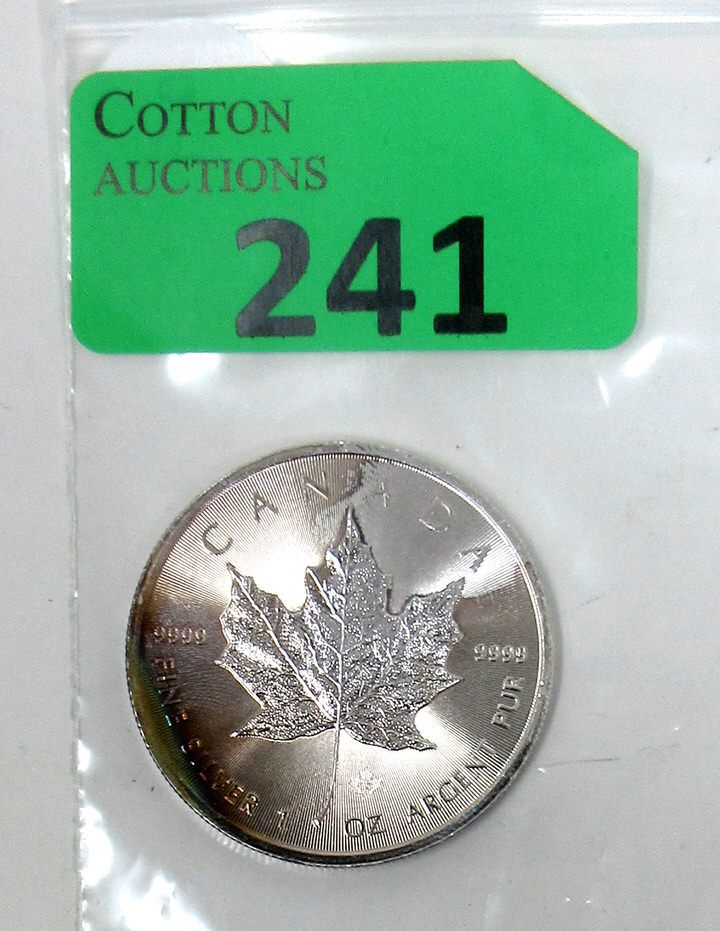 COTTON
AUCTIONS
241
CANADA
9999
9999
FINE SILVER 1 OZ ARGENT PUR